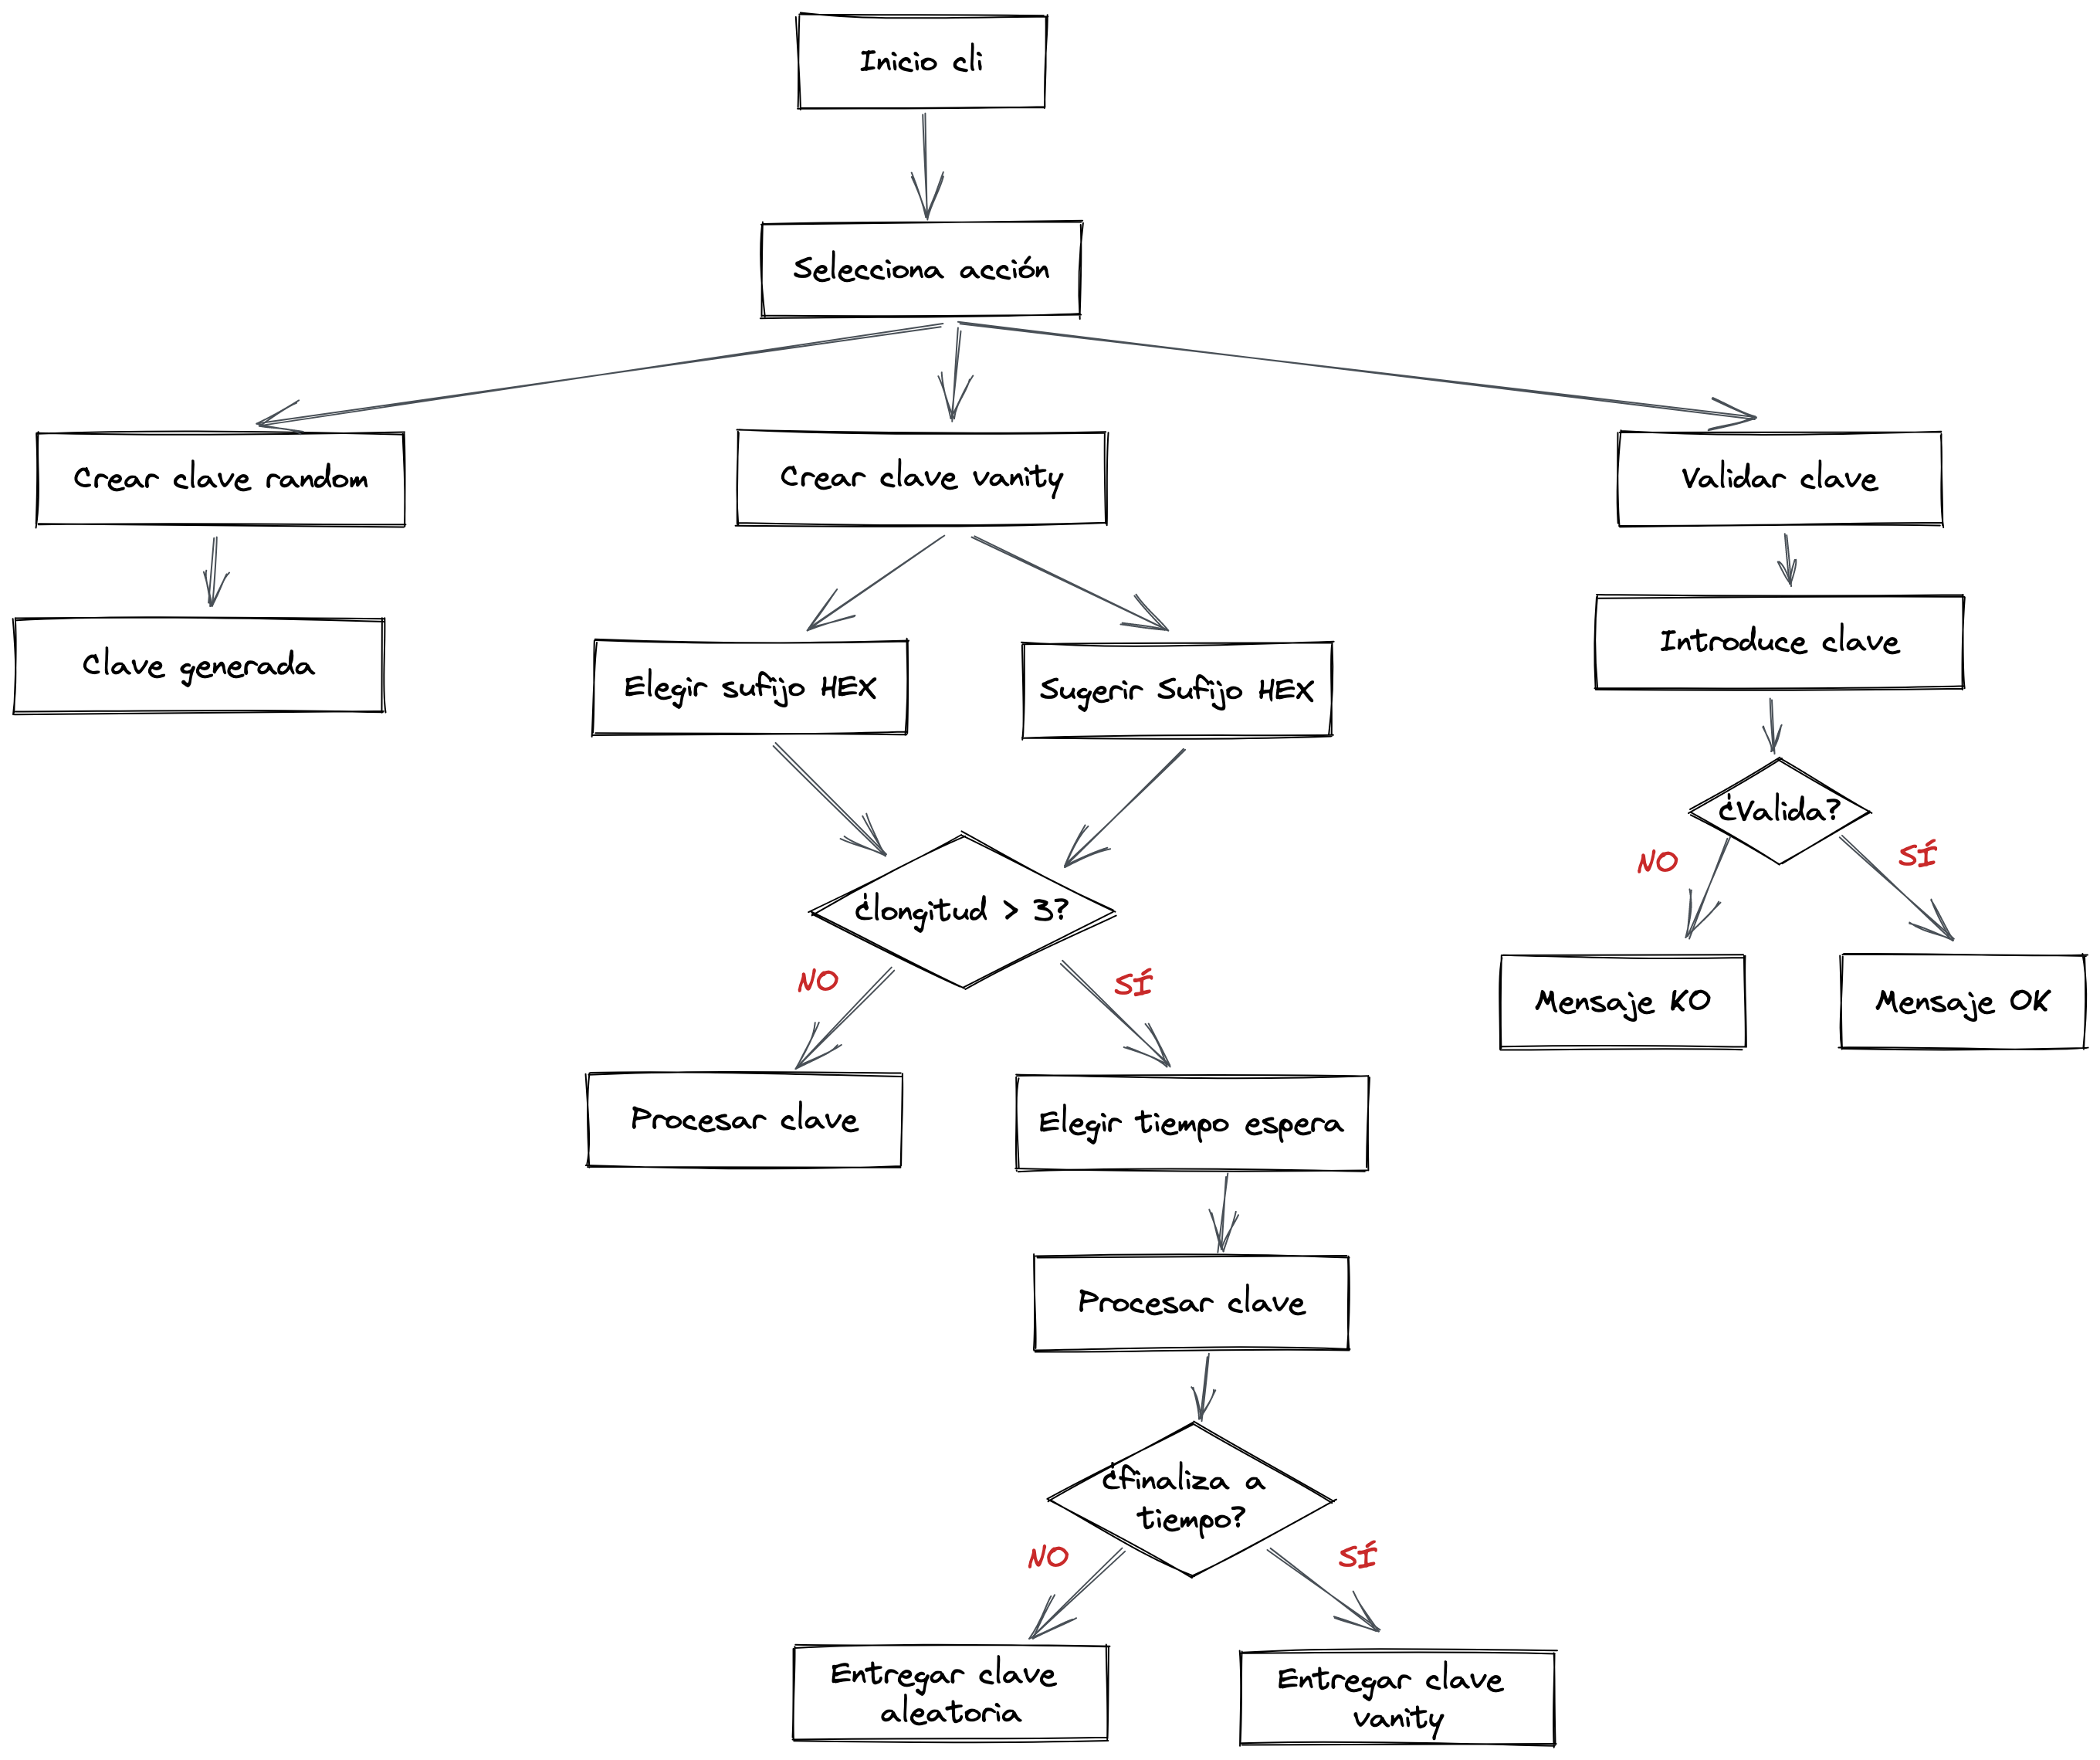 Inicio cli
Selecciona acción
Crear clave random
Crear clave vanity
Validar clave
Clave generada
Elegir sufijo HEX
Sugerir Sufijo HEX
Introduce clave
¿Valida?
NO
SÍ
¿longitud > 3?
NO
SÍ
Mensaje KO
Mensaje OK
Procesar clave
Elegir tiempo espera
Procesar clave
¿finaliza a
tiempo?
NO
SÍ
Entregar clave
aleatoria
Entregar clave
vanity